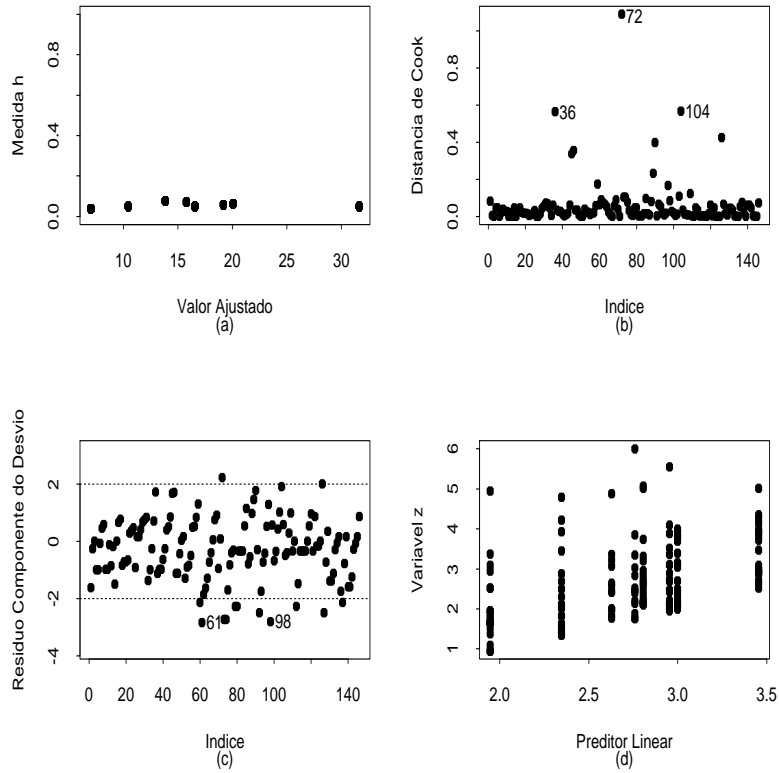 Medida h
0.0 0.4 0.8
10 15 20 25 30
Valor Ajustado
(a)
Distancia de Cook
0.0 0.4 0.8
72
36
104
0 20 40 60 80 100 140
Indice
(b)
Residuo Componente do Desvio
-4 -2 0 2
61
98
0 20 40 60 80 100 140
Indice
(c)
Variavel z
1 2 3 4 5 6
2.0 2.5 3.0 3.5
Preditor Linear
(d)